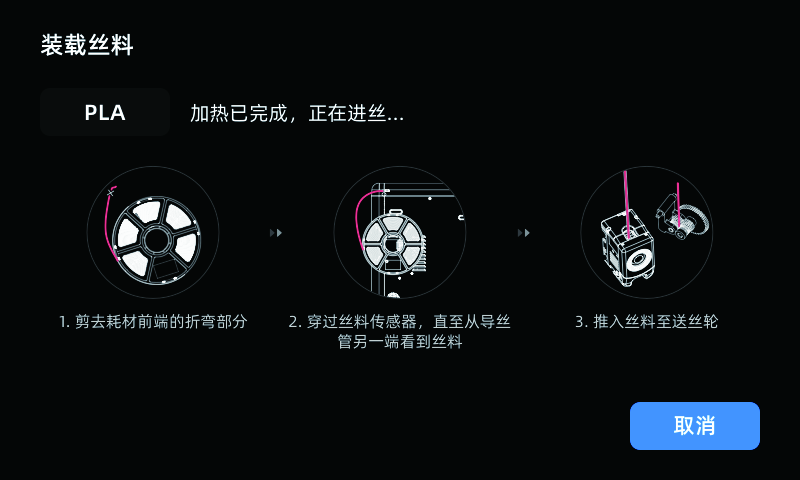 装载丝料
PLA
加热已完成，正在进丝...
1. 剪去耗材前端的折弯部分
2. 穿过丝料传感器，直至从导丝
管另一端看到丝料
3. 推入丝料至送丝轮
取消